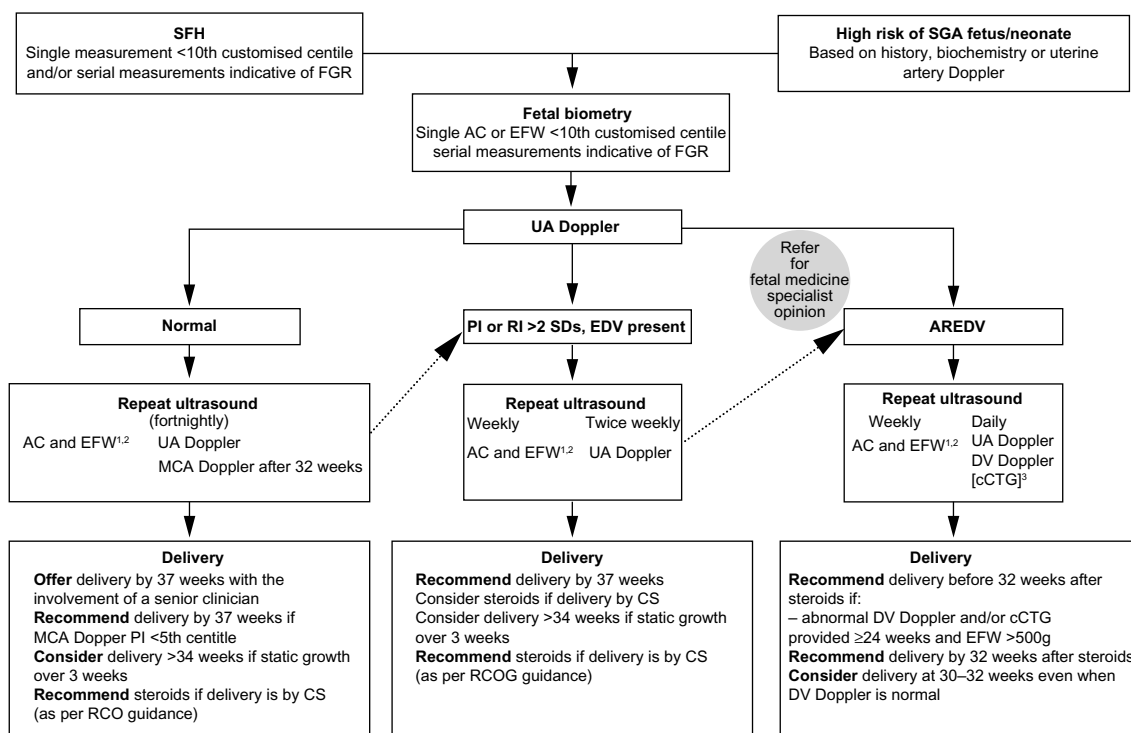 SFH
Single measurement <10th customised centile
and/or serial measurements indicative of FGR
High risk of SGA fetus/neonate
Based on history, biochemistry or uterine
artery Doppler
Fetal biometry
Single AC or EFW <10th customised centile
serial measurements indicative of FGR
UA Doppler
Refer
for
fetal medicine
specialist
opinion
Normal
PI or RI >2 SDs, EDV present
AREDV
Repeat ultrasound
(fortnightly)
AC and EFW1,2 UA Doppler
MCA Doppler after 32 weeks
Repeat ultrasound
Weekly Twice weekly
AC and EFW1,2 UA Doppler
Repeat ultrasound
Weekly Daily
AC and EFW1,2 UA Doppler
DV Doppler
[cCTG]3
Delivery
Offer delivery by 37 weeks with the
involvement of a senior clinician
Recommend delivery by 37 weeks if
MCA Dopper PI <5th centitle
Consider delivery >34 weeks if static growth
over 3 weeks
Recommend steroids if delivery is by CS
(as per RCO guidance)
Delivery
Recommend delivery by 37 weeks
Consider steroids if delivery by CS
Consider delivery >34 weeks if static growth
over 3 weeks
Recommend steroids if delivery is by CS
(as per RCOG guidance)
Delivery
Recommend delivery before 32 weeks after
steroids if:
– abnormal DV Doppler and/or cCTG
provided ≥24 weeks and EFW >500g
Recommend delivery by 32 weeks after steroids
Consider delivery at 30–32 weeks even when
DV Doppler is normal